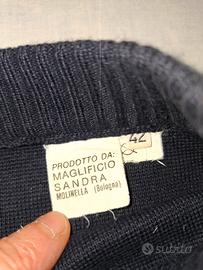 42
PRODOTTO DA:
MAGLIFICIO
SANDRA
MOLINELLA (Bologna)
subito